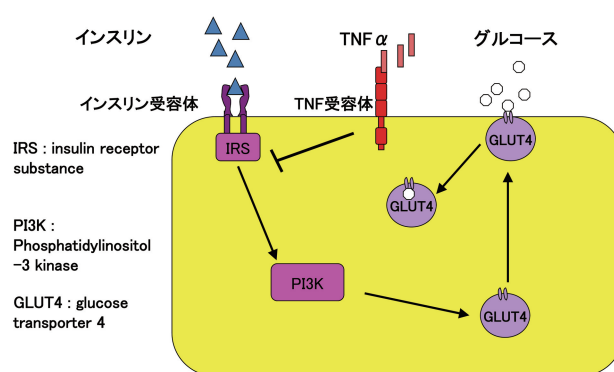 インスリン
TNFα
グルコース
インスリン受容体
TNF受容体
IRS : insulin receptor
substance
IRS
GLUT4
GLUT4
PI3K :
Phosphatidylinositol
-3 kinase
PI3K
GLUT4 : glucose
transporter 4
GLUT4